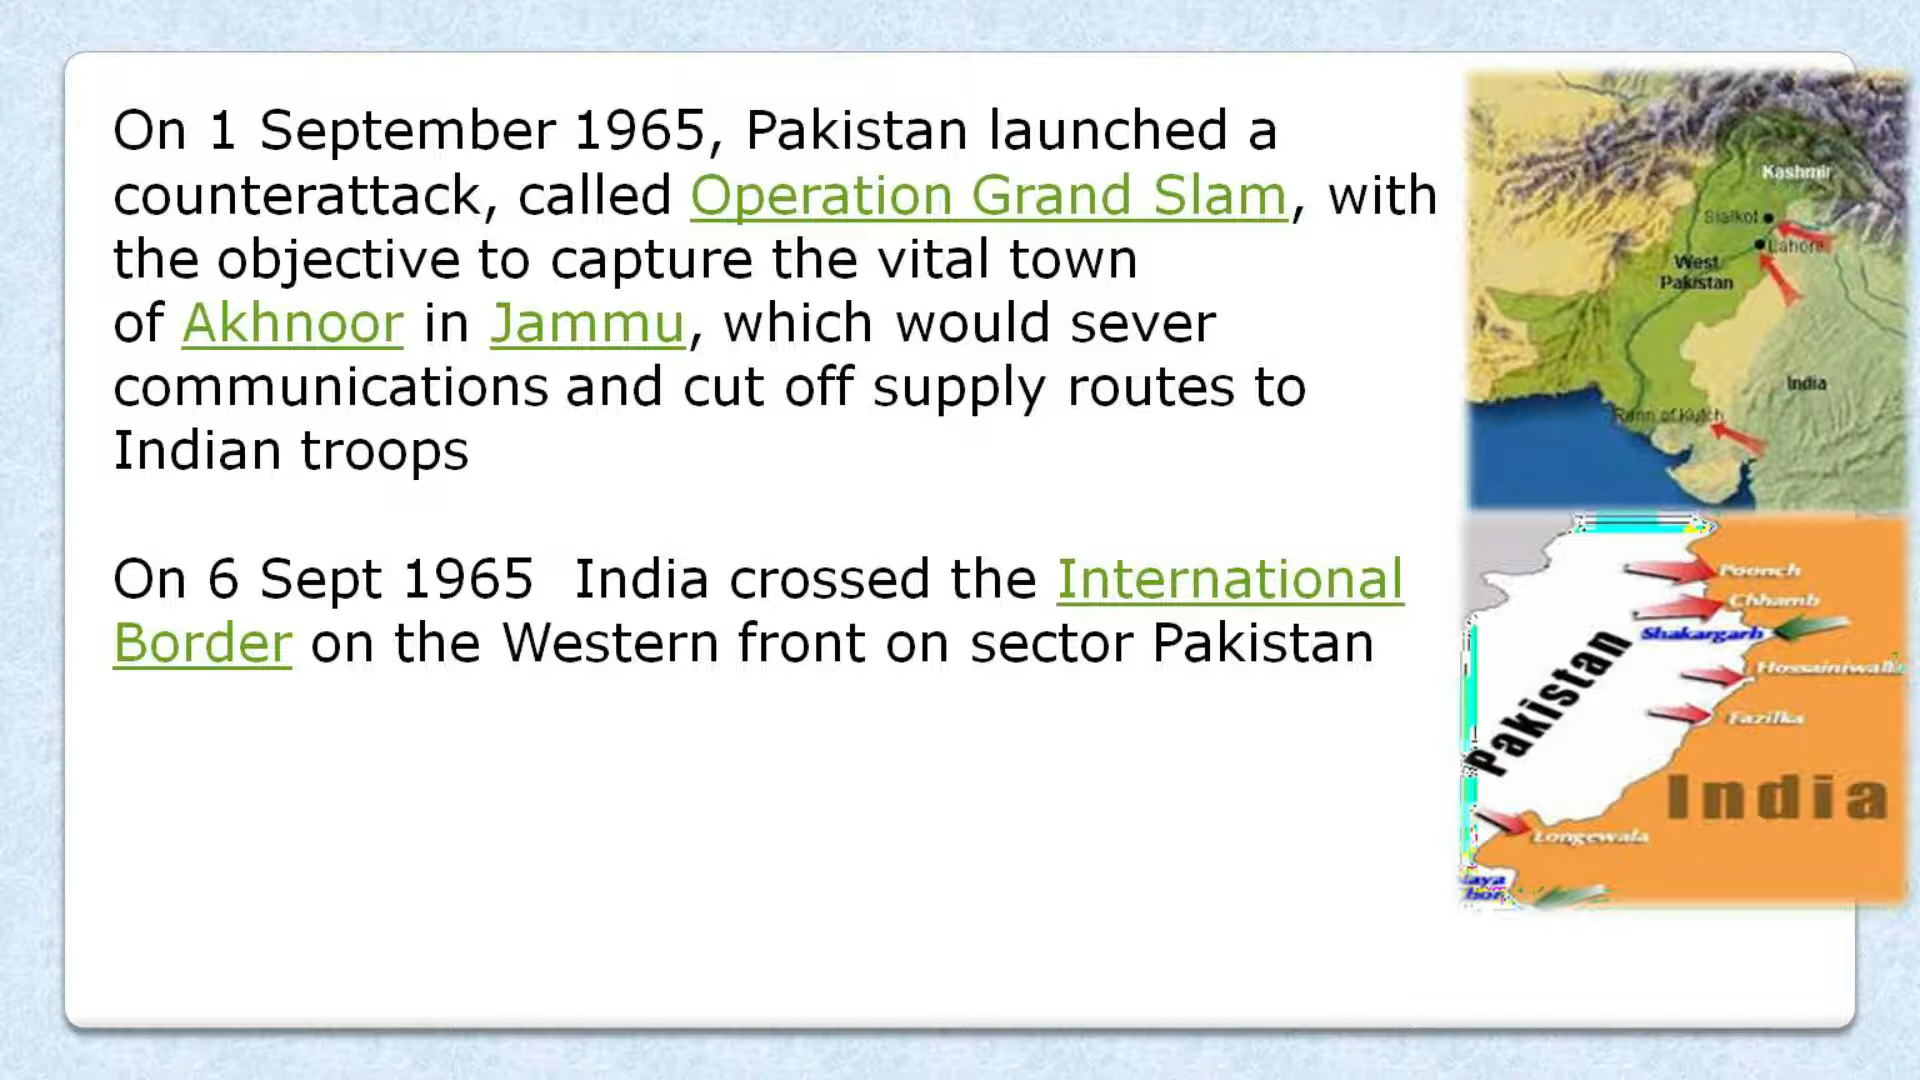 On 1 September 1965, Pakistan launched a
counterattack, called Operation Grand Slam, with
the objective to capture the vital town
of Akhnoor in Jammu, which would sever
communications and cut off supply routes to
Indian troops
On 6 Sept 1965 India crossed the International
Border on the Western front on sector Pakistan
Kashmir
Sialkot
Lahore
West
Pakistan
India
Rann of Kutch
Poonch
Chhamb
Shakargarh
Hossainiwalla
Fazilka
Pakistan
India
Longewala